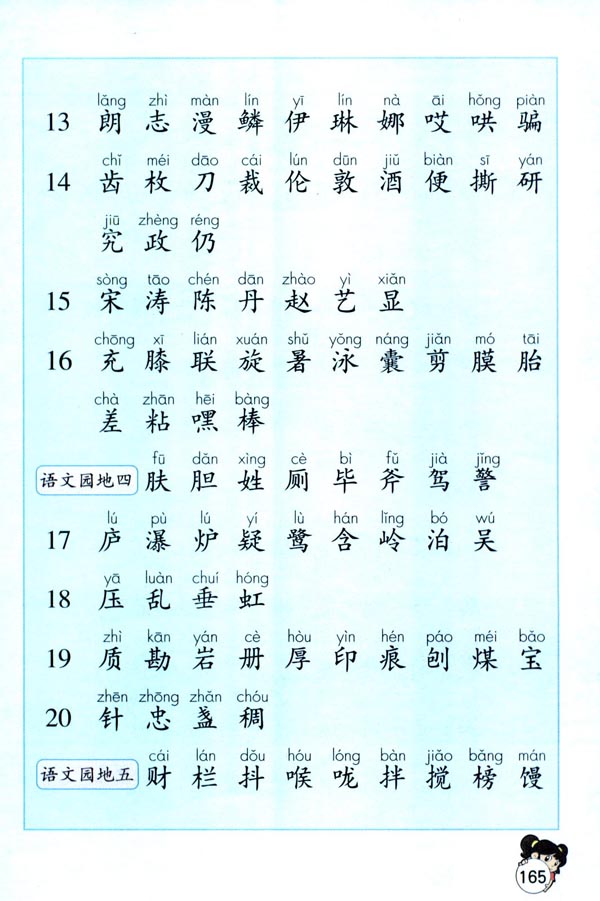 lǎng zhì màn lín yī lín nà āi hǒng piàn
13 朗 志 漫 鳞 伊 琳 娜 哎 哄 骗
chǐ méi dāo cái lún dūn jiǔ biàn sī yán
14 齿 枚 刀 裁 伦 敦 酒 便 撕 研
jiū zhèng réng
究 政 仍
sòng tāo chén dān zhào yì xiǎn
15 宋 涛 陈 丹 赵 艺 显
chōng xī lián xuán shǔ yǒng náng jiǎn mó tāi
16 充 膝 联 旋 暑 泳 囊 剪 膜 胎
chà zhān hēi bàng
差 粘 嘿 棒
fū dǎn xìng cè bì fǔ jià jǐng
语文园地四 肤 胆 姓 厕 毕 斧 驾 警
lú pù lú yí lù hán lǐng bó wú
17 庐 瀑 炉 疑 鹭 含 岭 泊 吴
yā luàn chuí hóng
18 压 乱 垂 虹
zhì kān yán cè hòu yìn hén páo méi bǎo
19 质 勘 岩 册 厚 印 痕 刨 煤 宝
zhēn zhōng zhǎn chóu
20 针 忠 盏 稠
cái lán dǒu hóu lóng bàn jiǎo bǎng mán
语文园地五 财 栏 抖 喉 咙 拌 搅 榜 馒
165